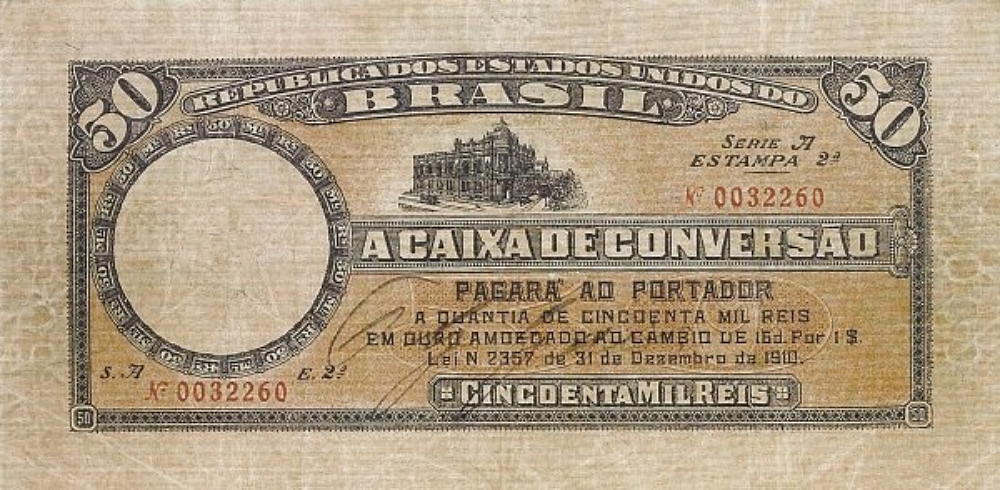 50
50
REPUBLICA DOS ESTADOS UNIDOS DO
BRASIL
SERIE A
ESTAMPA 2ª
Nº 0032260
A CAIXA DE CONVERSÃO
PAGARÁ AO PORTADOR
A QUANTIA DE CINCOENTA MIL REIS
EM OURO AMOEDADO AO CAMBIO DE 16d. Por 1$.
Lei N 2357 de 31 de Dezembro de 1910.
S. A
E. 2ª
Nº 0032260
CINCOENTA MIL REIS
50
50